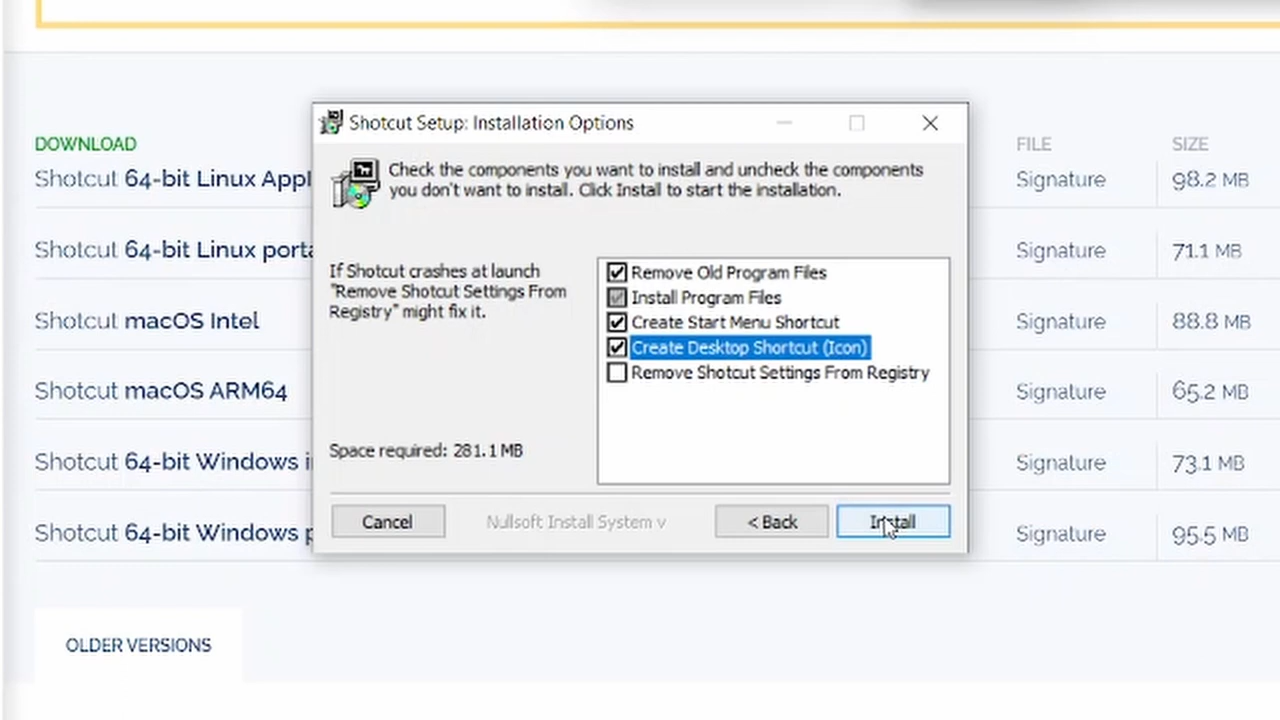 Shotcut Setup: Installation Options
Check the components you want to install and uncheck the components
you don't want to install. Click Install to start the installation.
If Shotcut crashes at launch
"Remove Shotcut Settings From
Registry" might fix it.
Remove Old Program Files
Install Program Files
Create Start Menu Shortcut
Create Desktop Shortcut (Icon)
Remove Shotcut Settings From Registry
Space required: 281.1 MB
Cancel
Nullsoft Install System v
< Back
Install
DOWNLOAD FILE SIZE
Shotcut 64-bit Linux Appl Signature 98.2 MB
Shotcut 64-bit Linux porta Signature 71.1 MB
Shotcut macOS Intel Signature 88.8 MB
Shotcut macOS ARM64 Signature 65.2 MB
Shotcut 64-bit Windows Signature 73.1 MB
Shotcut 64-bit Windows p Signature 95.5 MB
OLDER VERSIONS